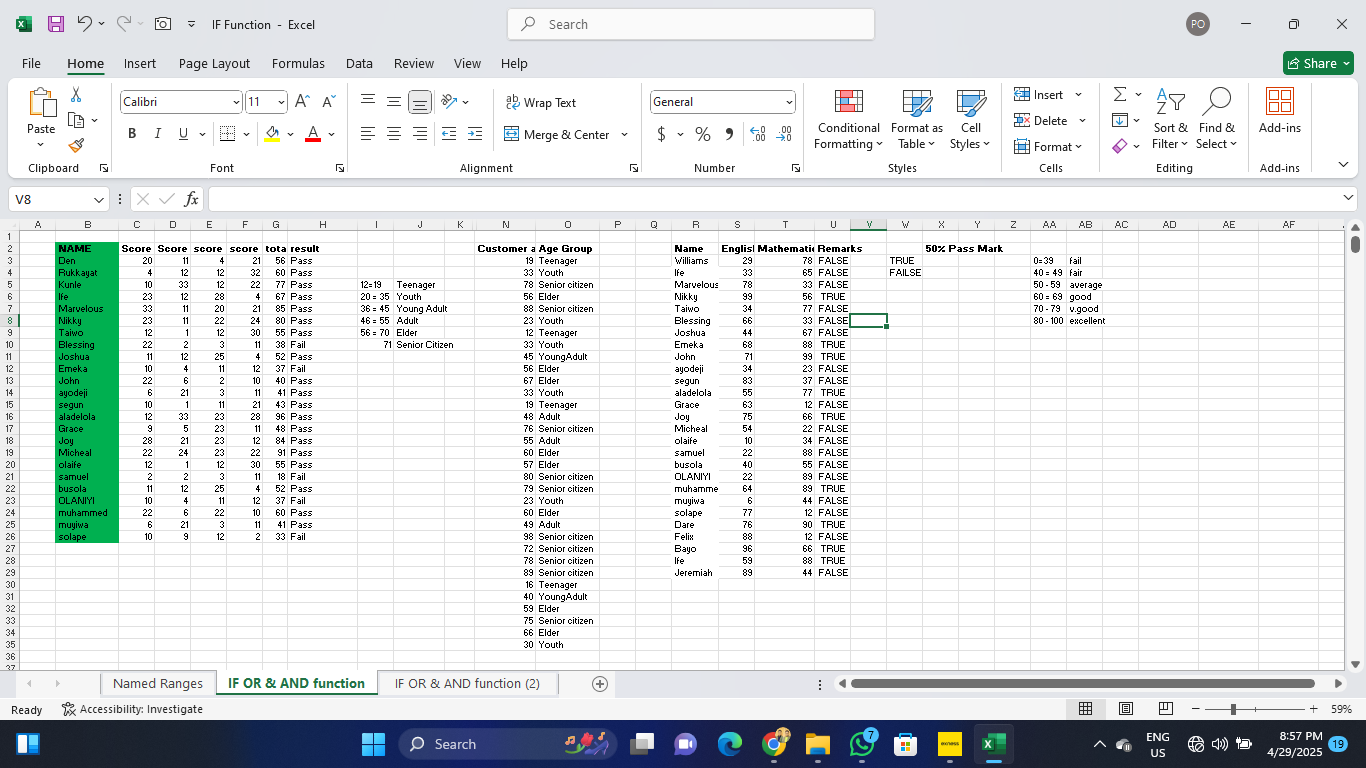 IF Function - Excel
Search
PO
File Home Insert Page Layout Formulas Data Review View Help
Share
Paste
Calibri 11
Wrap Text
General
Merge & Center
Conditional Formatting
Format as Table
Cell Styles
Insert
Delete
Format
Sort & Filter
Find & Select
Add-ins
Clipboard Font Alignment Number Styles Cells Editing Add-ins
V8 fx
A B C D E F G H I J K N O P Q R S T U V W X Y Z AA AB AC AD AE AF
1
2 NAME Score Score score score tota result Customer a Age Group Name Englis Mathematic Remarks 50% Pass Mark
3 Den 20 11 4 21 56 Pass 19 Teenager Williams 29 78 FALSE TRUE 0=39 fail
4 Rukkayat 4 12 12 32 60 Pass 33 Youth Ife 33 65 FALSE FAILSE 40 = 49 fair
5 Kunle 10 33 12 22 77 Pass 12=19 Teenager 78 Senior citizen Marvelous 78 33 FALSE 50 - 59 average
6 Ife 23 12 28 4 67 Pass 20 = 35 Youth 56 Elder Nikky 99 56 TRUE 60 = 69 good
7 Marvelous 33 11 20 21 85 Pass 36 = 45 Young Adult 88 Senior citizen Taiwo 34 77 FALSE 70 - 79 v.good
8 Nikky 23 11 22 24 80 Pass 46 = 55 Adult 23 Youth Blessing 66 33 FALSE 80 - 100 excellent
9 Taiwo 12 1 12 30 55 Pass 56 = 70 Elder 12 Teenager Joshua 44 67 FALSE
10 Blessing 22 2 3 11 38 Fail 71 Senior Citizen 33 Youth Emeka 68 88 TRUE
11 Joshua 11 12 25 4 52 Pass 45 YoungAdult John 71 99 TRUE
12 Emeka 10 4 11 12 37 Fail 56 Elder ayodeji 34 23 FALSE
13 John 22 6 2 10 40 Pass 67 Elder segun 83 37 FALSE
14 ayodeji 6 21 3 11 41 Pass 33 Youth aladelola 55 77 TRUE
15 segun 10 1 11 21 43 Pass 19 Teenager Grace 63 12 FALSE
16 aladelola 12 33 23 28 96 Pass 48 Adult Joy 75 66 TRUE
17 Grace 9 5 23 11 48 Pass 76 Senior citizen Micheal 54 22 FALSE
18 Joy 28 21 23 12 84 Pass 55 Adult olaife 10 34 FALSE
19 Micheal 22 24 23 22 91 Pass 60 Elder samuel 22 88 FALSE
20 olaife 12 1 12 30 55 Pass 57 Elder busola 40 55 FALSE
21 samuel 2 2 3 11 18 Fail 80 Senior citizen OLANIYI 22 89 FALSE
22 busola 11 12 25 4 52 Pass 79 Senior citizen muhamme 64 89 TRUE
23 OLANIYI 10 4 11 12 37 Fail 23 Youth muyiwa 6 44 FALSE
24 muhammed 22 6 22 10 60 Pass 60 Elder solape 77 12 FALSE
25 muyiwa 6 21 3 11 41 Pass 49 Adult Dare 76 90 TRUE
26 solape 10 9 12 2 33 Fail 98 Senior citizen Felix 88 12 FALSE
27 72 Senior citizen Bayo 96 66 TRUE
28 78 Senior citizen Ife 59 88 TRUE
29 89 Senior citizen Jeremiah 89 44 FALSE
30 16 Teenager
31 40 YoungAdult
32 59 Elder
33 75 Senior citizen
34 66 Elder
35 30 Youth
36
37
Named Ranges IF OR & AND function IF OR & AND function (2)
Ready Accessibility: Investigate 59%
Search
7
exness
ENG
US
8:57 PM
4/29/2025
19